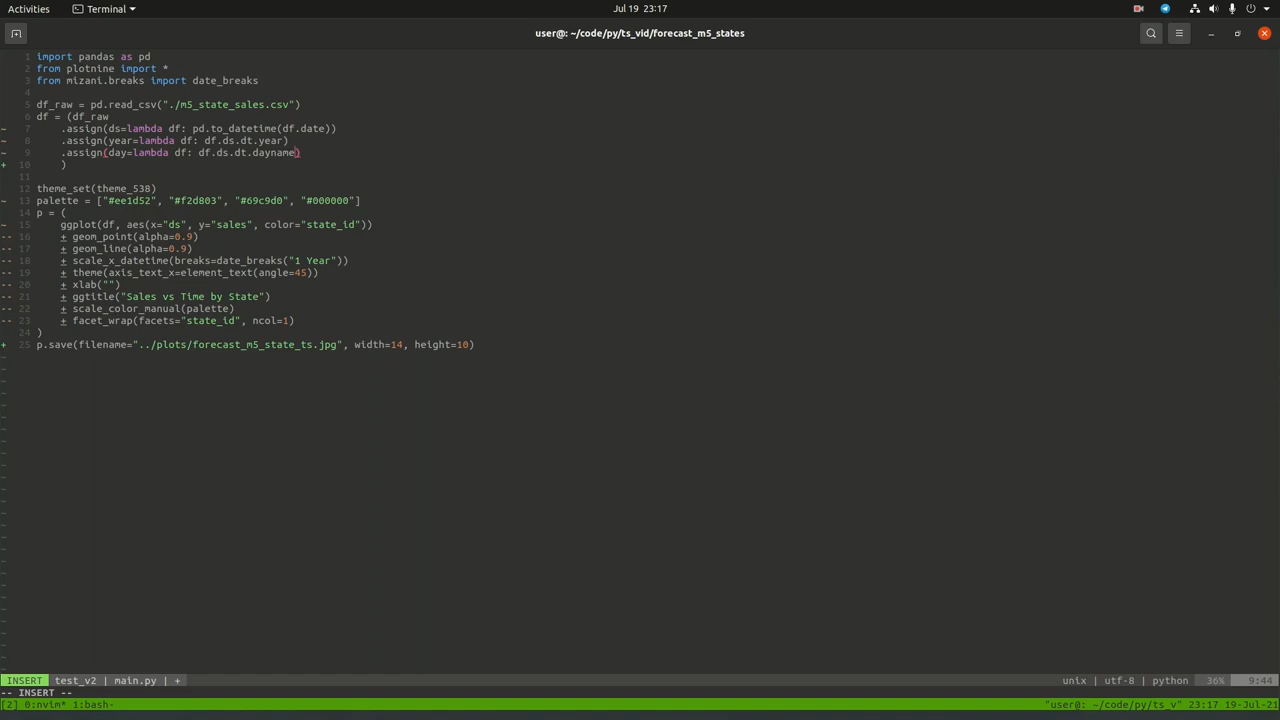 Activities Terminal Jul 19 23:17
user@: ~/code/py/ts_vid/forecast_m5_states
1 import pandas as pd
2 from plotnine import *
3 from mizani.breaks import date_breaks
4
5 df_raw = pd.read_csv("./m5_state_sales.csv")
6 df = (df_raw
~ 7 .assign(ds=lambda df: pd.to_datetime(df.date))
~ 8 .assign(year=lambda df: df.ds.dt.year)
~ 9 .assign(day=lambda df: df.ds.dt.dayname)
+ 10 )
11
12 theme_set(theme_538)
~ 13 palette = ["#ee1d52", "#f2d803", "#69c9d0", "#000000"]
14 p = (
~ 15 ggplot(df, aes(x="ds", y="sales", color="state_id"))
-- 16 + geom_point(alpha=0.9)
-- 17 + geom_line(alpha=0.9)
-- 18 + scale_x_datetime(breaks=date_breaks("1 Year"))
-- 19 + theme(axis_text_x=element_text(angle=45))
-- 20 + xlab("")
-- 21 + ggtitle("Sales vs Time by State")
-- 22 + scale_color_manual(palette)
-- 23 + facet_wrap(facets="state_id", ncol=1)
24 )
+ 25 p.save(filename="../plots/forecast_m5_state_ts.jpg", width=14, height=10)
INSERT test_v2 | main.py | + unix | utf-8 | python 36% 9:44
-- INSERT --
[2] 0:nvim* 1:bash- "user@: ~/code/py/ts_v" 23:17 19-Jul-21